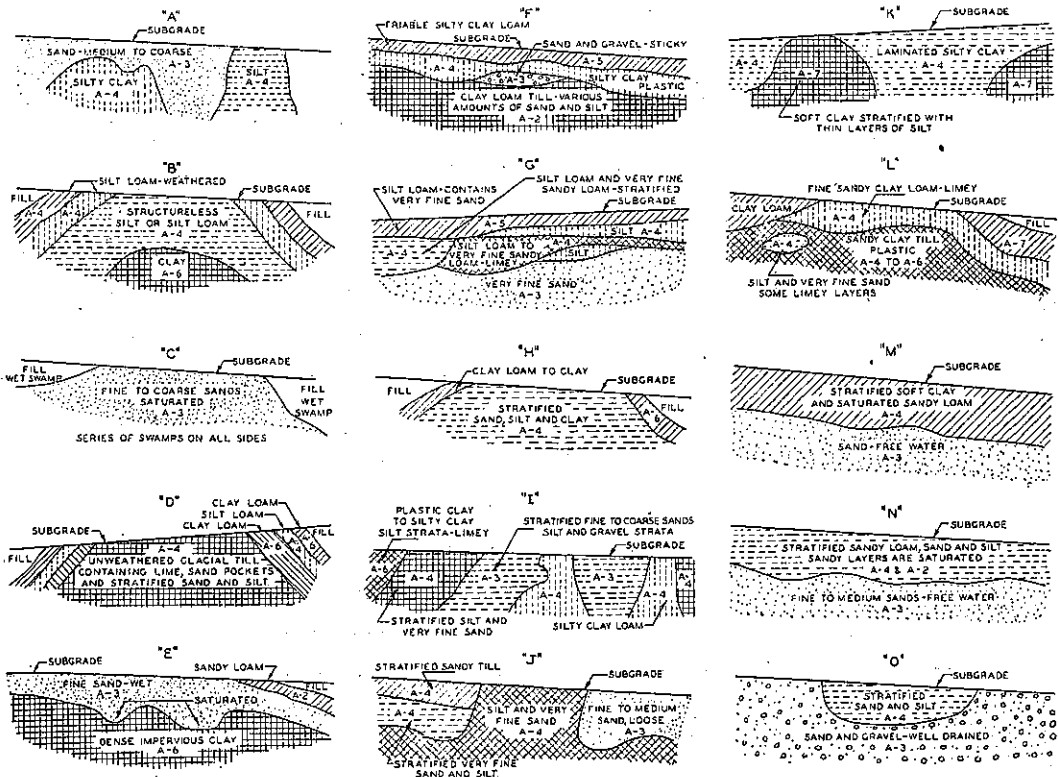 "A"
SUBGRADE
SAND-MEDIUM TO COARSE
A-3
SILTY CLAY
A-4
SILT
A-4
"B"
SILT LOAM-WEATHERED
SUBGRADE
FILL
A-4
A-4
STRUCTURELESS
SILT OR SILT LOAM
A-4
CLAY
A-6
FILL
"C"
SUBGRADE
FILL
WET SWAMP
FINE TO COARSE SANDS
SATURATED
A-3
FILL
WET
SWAMP
SERIES OF SWAMPS ON ALL SIDES
"D"
CLAY LOAM
SILT LOAM
CLAY LOAM
SUBGRADE
FILL
A-4
UNWEATHERED GLACIAL TILL
CONTAINING LIME, SAND POCKETS
AND STRATIFIED SAND AND SILT.
A-6
A-4
A-6
FILL
"E"
SUBGRADE
SANDY LOAM
FINE SAND-WET
A-3
SATURATED
A-2
FILL
DENSE IMPERVIOUS CLAY
A-6
"F"
FRIABLE SILTY CLAY LOAM
SUBGRADE
SAND AND GRAVEL-STICKY
A-4
A-5
A-3
SILTY CLAY
PLASTIC
CLAY LOAM TILL-VARIOUS
AMOUNTS OF SAND AND SILT
A-2
"G"
SILT LOAM-CONTAINS
VERY FINE SAND
SILT LOAM AND VERY FINE
SANDY LOAM-STRATIFIED
SUBGRADE
A-5
SILT A-4
A-4
SILT LOAM TO
VERY FINE SANDY
LOAM-LIMEY
A-4
SILT
VERY FINE SAND
A-3
"H"
CLAY LOAM TO CLAY
SUBGRADE
FILL
STRATIFIED
SAND, SILT AND CLAY
A-4
A-6
FILL
"I"
PLASTIC CLAY
TO SILTY CLAY
SILT STRATA-LIMEY
STRATIFIED FINE TO COARSE SANDS
SILT AND GRAVEL STRATA
SUBGRADE
A-6
A-4
A-3
A-4
A-3
A-4
A-4
STRATIFIED SILT AND
VERY FINE SAND
SILTY CLAY LOAM
"J"
STRATIFIED SANDY TILL
SUBGRADE
A-4
A-4
SILT AND VERY
FINE SAND
A-4
FINE TO MEDIUM
SAND, LOOSE
A-3
STRATIFIED VERY FINE
SAND AND SILT
"K"
SUBGRADE
A-4
A-7
LAMINATED SILTY CLAY
A-4
A-7
SOFT CLAY STRATIFIED WITH
THIN LAYERS OF SILT
"L"
FINE SANDY CLAY LOAM-LIMEY
SUBGRADE
CLAY LOAM
A-4
A-4
SANDY CLAY TILL
PLASTIC
A-4 TO A-6
A-7
FILL
SILT AND VERY FINE SAND
SOME LIMEY LAYERS
"M"
SUBGRADE
STRATIFIED SOFT CLAY
AND SATURATED SANDY LOAM
A-4
SAND-FREE WATER
A-3
"N"
SUBGRADE
STRATIFIED SANDY LOAM, SAND AND SILT
SANDY LAYERS ARE SATURATED
A-4 & A-2
FINE TO MEDIUM SANDS-FREE WATER
A-3
"O"
SUBGRADE
STRATIFIED
SAND AND SILT
A-4
SAND AND GRAVEL-WELL DRAINED
A-3